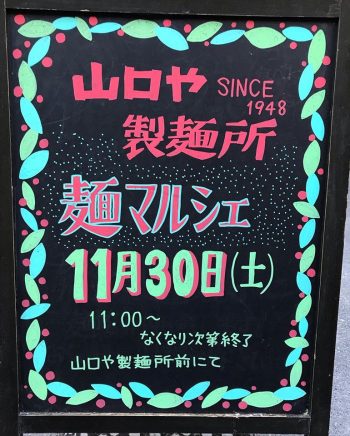 山口や SINCE 1948
製麺所
麺マルシェ
11月30日(土)
11:00〜
なくなり次第終了
山口や製麺所前にて